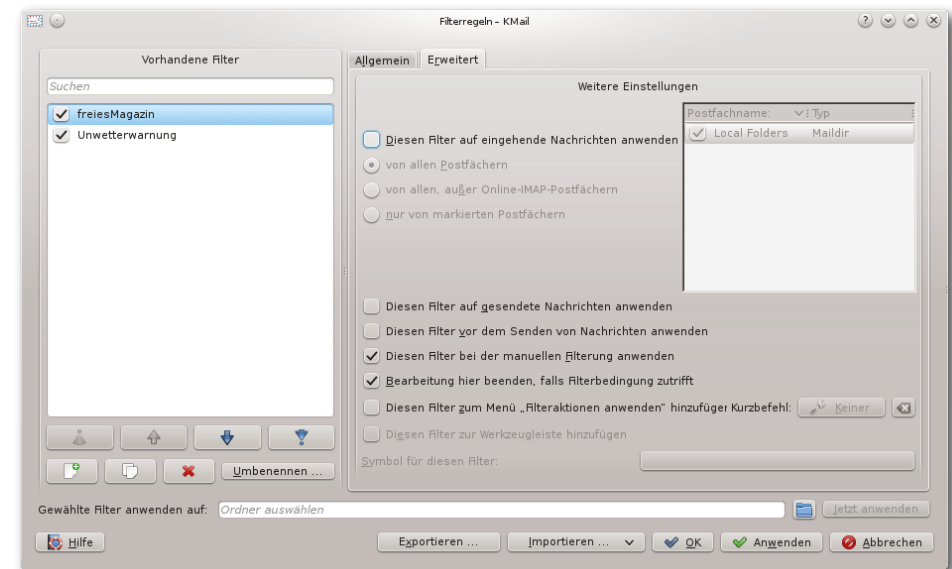 Filterregeln – KMail
Vorhandene Filter
Suchen
freiesMagazin
Unwetterwarnung
Umbenennen ...
Allgemein Erweitert
Weitere Einstellungen
Postfachname: Typ
Local Folders Maildir
Diesen Filter auf eingehende Nachrichten anwenden
von allen Postfächern
von allen, außer Online-IMAP-Postfächern
nur von markierten Postfächern
Diesen Filter auf gesendete Nachrichten anwenden
Diesen Filter vor dem Senden von Nachrichten anwenden
Diesen Filter bei der manuellen Filterung anwenden
Bearbeitung hier beenden, falls Filterbedingung zutrifft
Diesen Filter zum Menü „Filteraktionen anwenden“ hinzufüger Kurzbefehl: Keiner
Diesen Filter zur Werkzeugleiste hinzufügen
Symbol für diesen Filter:
Gewählte Filter anwenden auf: Ordner auswählen Jetzt anwenden
Hilfe Exportieren ... Importieren ... OK Anwenden Abbrechen